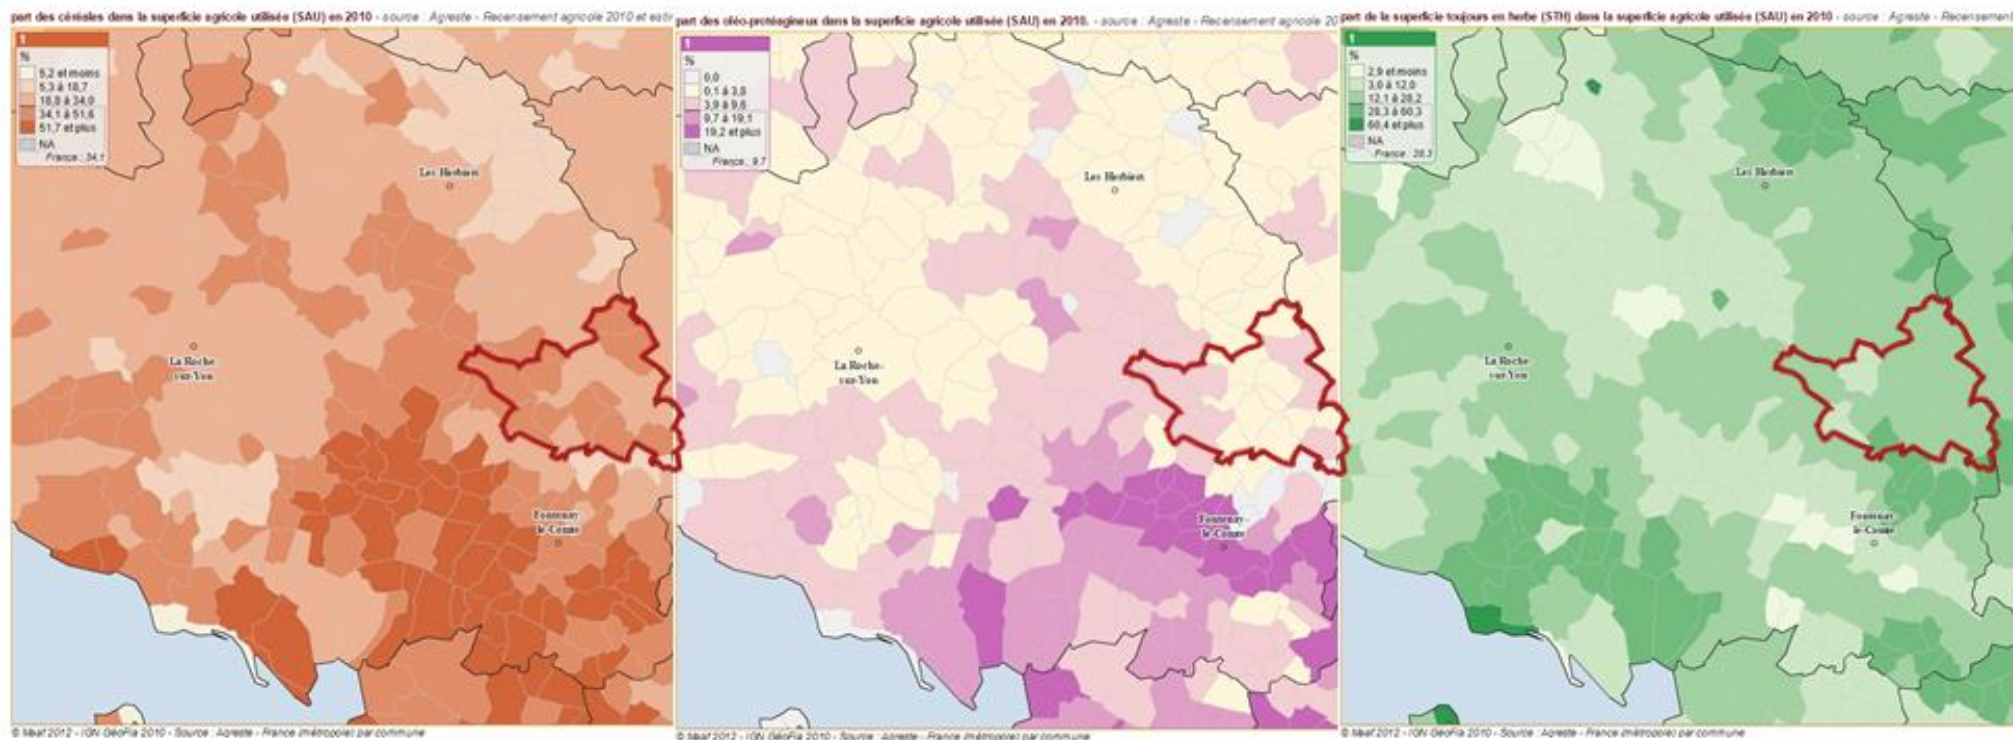 part des céréales dans la superficie agricole utilisée (SAU) en 2010 - source : Agreste - Recensement agricole 2010 et
1
%
5,2 et moins
5,3 à 18,7
18,8 à 34,0
34,1 à 51,6
51,7 et plus
NA
France : 34,1
Les Herbiers
La Roche
sur-Yon
Fontenay
le-Comte
© Maaf 2012 - IGN GéoFla 2010 - Source : Agreste - France (métropole) par commune
part des oléo-protéagineux dans la superficie agricole utilisée (SAU) en 2010. - source : Agreste - Recensement agricole 20
1
%
0,0
0,1 à 3,8
3,9 à 9,6
9,7 à 19,1
19,2 et plus
NA
France : 9,7
Les Herbiers
La Roche-
sur-Yon
Fontenay-
le-Comte
© Maaf 2012 - IGN GéoFla 2010 - Source : Agreste - France (métropole) par commune
part de la superficie toujours en herbe (STH) dans la superficie agricole utilisée (SAU) en 2010 - source : Agreste - Recensement
1
%
2,9 et moins
3,0 à 12,0
12,1 à 28,2
28,3 à 60,3
60,4 et plus
NA
France : 28,3
Les Herbiers
La Roche
sur-Yon
Fontenay
le-Comte
© Maaf 2012 - IGN GéoFla 2010 - Source : Agreste - France (métropole) par commune